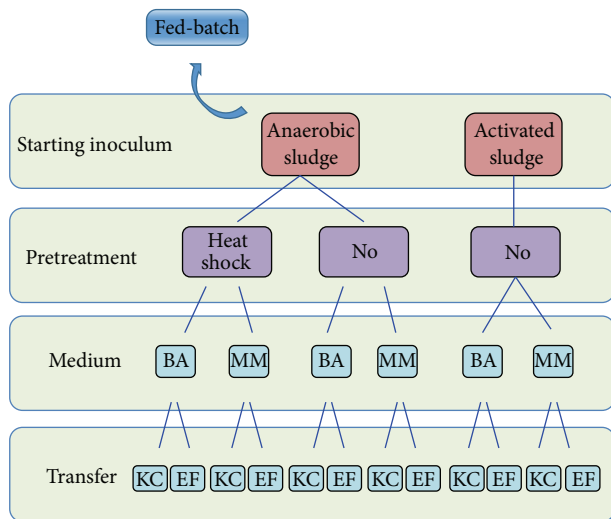 Fed-batch
Starting inoculum
Anaerobic
sludge
Activated
sludge
Pretreatment
Heat
shock
No
No
Medium
BA
MM
BA
MM
BA
MM
Transfer
KC EF KC EF KC EF KC EF KC EF KC EF